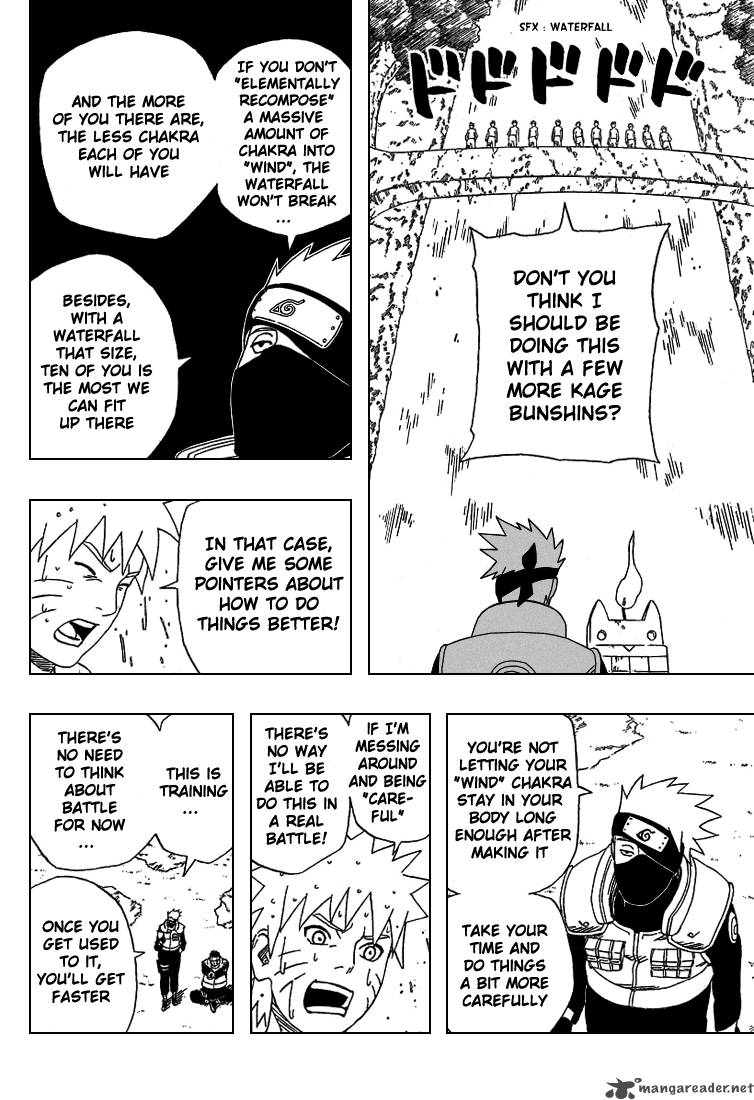 SFX : WATERFALL
ドドドドドド
DON'T YOU
THINK I
SHOULD BE
DOING THIS
WITH A FEW
MORE KAGE
BUNSHINS?
IF YOU DON'T
"ELEMENTALLY
RECOMPOSE"
A MASSIVE
AMOUNT OF
CHAKRA INTO
"WIND", THE
WATERFALL
WON'T BREAK
...
AND THE MORE
OF YOU THERE ARE,
THE LESS CHAKRA
EACH OF YOU
WILL HAVE
BESIDES,
WITH A
WATERFALL
THAT SIZE,
TEN OF YOU IS
THE MOST WE
CAN FIT
UP THERE
IN THAT CASE,
GIVE ME SOME
POINTERS ABOUT
HOW TO DO
THINGS BETTER!
YOU'RE NOT
LETTING YOUR
"WIND" CHAKRA
STAY IN YOUR
BODY LONG
ENOUGH AFTER
MAKING IT
TAKE YOUR
TIME AND
DO THINGS
A BIT MORE
CAREFULLY
IF I'M
MESSING
AROUND
AND BEING
"CARE-
FUL"
THERE'S
NO WAY
I'LL BE
ABLE TO
DO THIS IN
A REAL
BATTLE!
THIS IS
TRAINING
...
THERE'S
NO NEED
TO THINK
ABOUT
BATTLE
FOR NOW
...
ONCE YOU
GET USED
TO IT,
YOU'LL GET
FASTER
mangareader.net